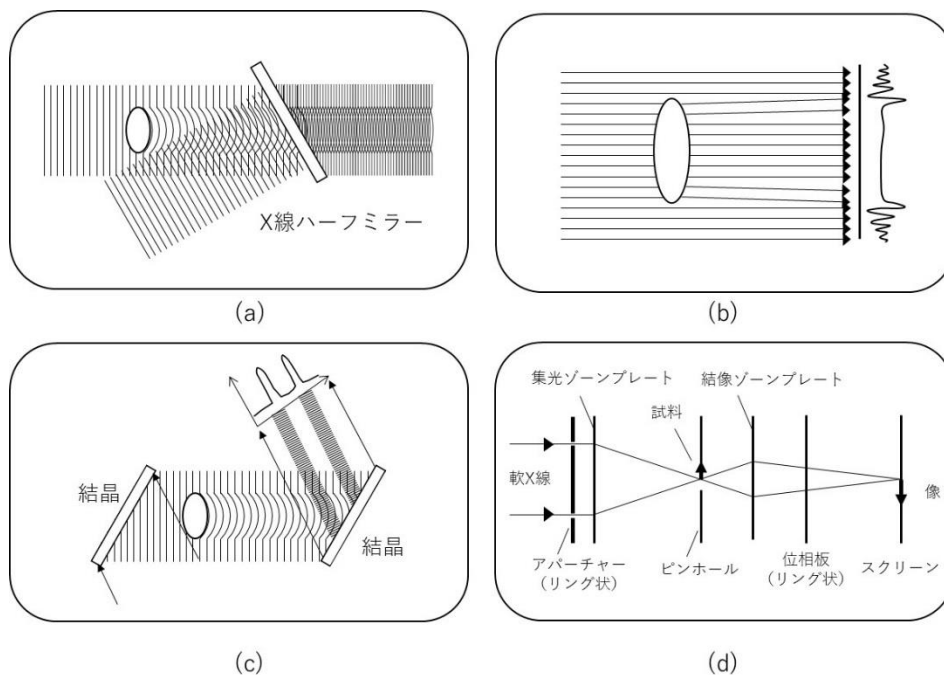 X線ハーフミラー
(a)
(b)
結晶
結晶
(c)
集光ゾーンプレート
結像ゾーンプレート
試料
軟X線
像
アパーチャー
（リング状）
ピンホール
位相板
（リング状）
スクリーン
(d)